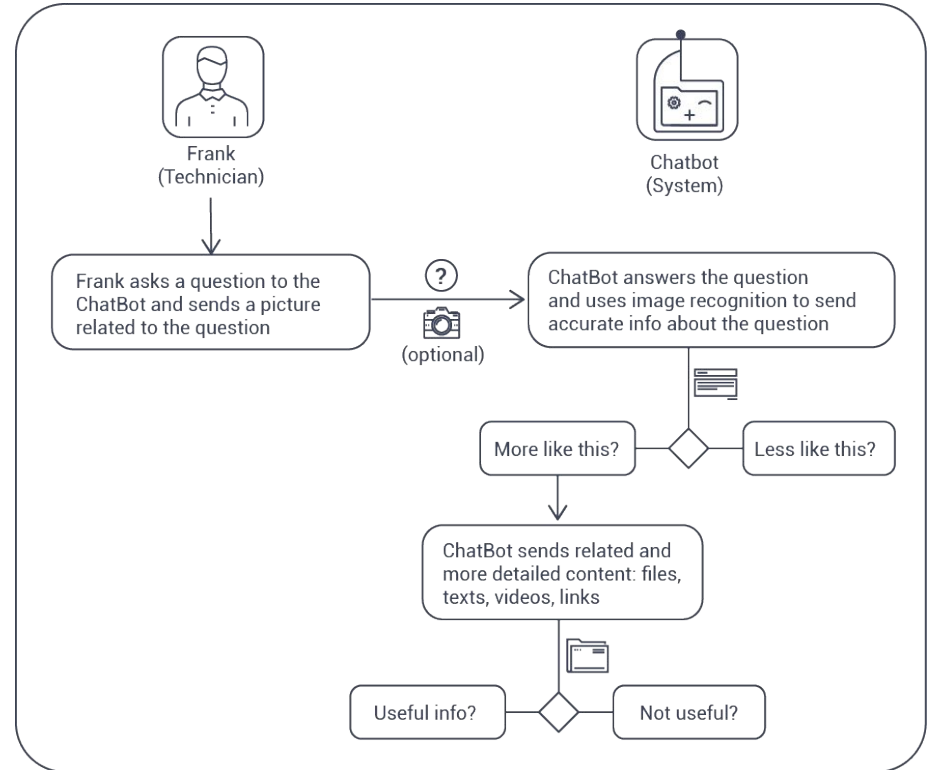 Frank
(Technician)
Chatbot
(System)
Frank asks a question to the
ChatBot and sends a picture
related to the question
?
(optional)
ChatBot answers the question
and uses image recognition to send
accurate info about the question
More like this?
Less like this?
ChatBot sends related and
more detailed content: files,
texts, videos, links
Useful info?
Not useful?